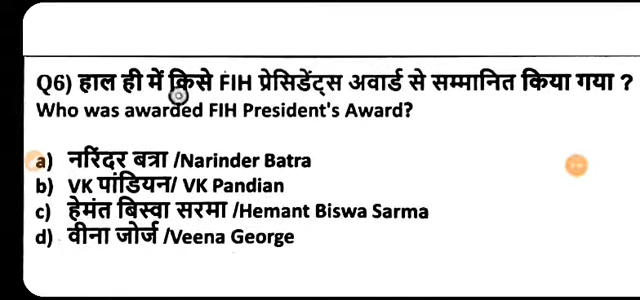 Q6) हाल ही में किसे FIH प्रेसिडेंट्स अवार्ड से सम्मानित किया गया ?
Who was awarded FIH President's Award?
a) नरिंदर बत्रा /Narinder Batra
b) VK पांडियन/ VK Pandian
c) हेमंत बिस्वा सरमा /Hemant Biswa Sarma
d) वीना जोर्ज /Veena George